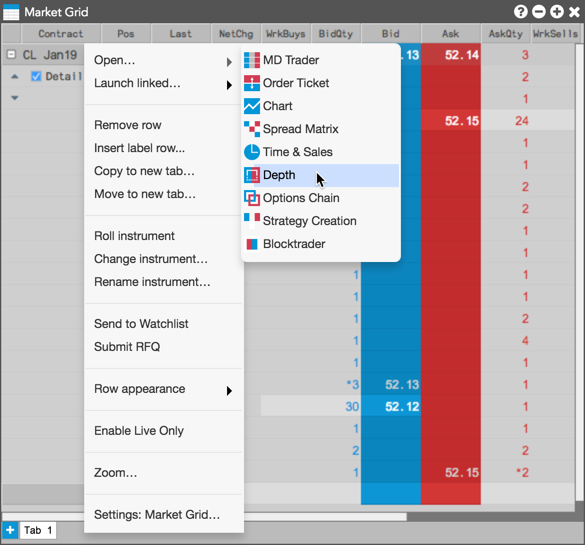 Market Grid
Contract Pos Last NetChg WrkBuys BidQty Bid Ask AskQty WrkSells
CL Jan19 .13 52.14 3
Detail 2
1
52.15 24
1
2
2
1
1
1
1 1
1 1
1 2
1 4
1 1
*3 52.13 1
30 52.12 1
1 1
2 2
1 52.15 *2
Open...
Launch linked...
Remove row
Insert label row...
Copy to new tab...
Move to new tab...
Roll instrument
Change instrument...
Rename instrument...
Send to Watchlist
Submit RFQ
Row appearance
Enable Live Only
Zoom...
Settings: Market Grid...
MD Trader
Order Ticket
Chart
Spread Matrix
Time & Sales
Depth
Options Chain
Strategy Creation
Blocktrader
Tab 1